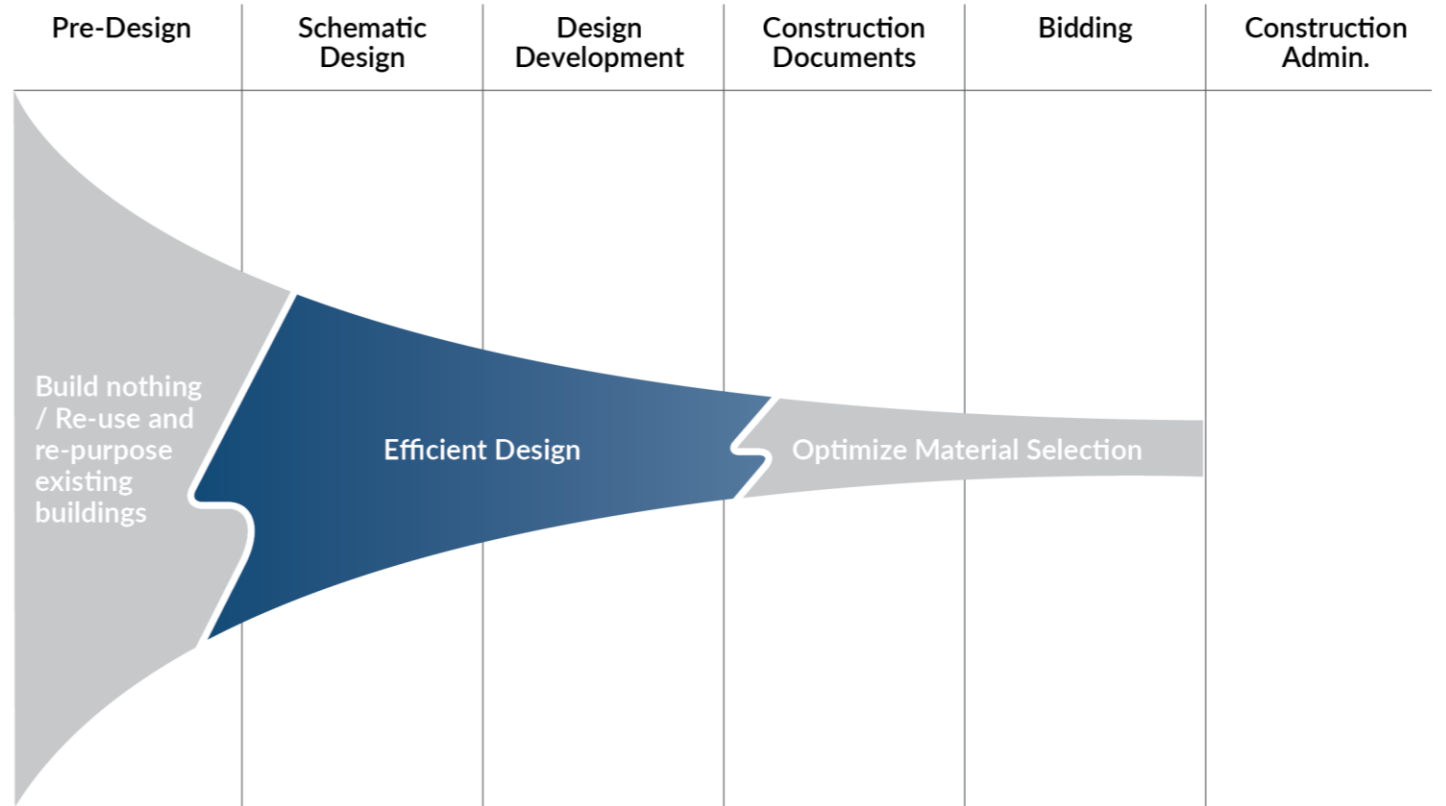 Pre-Design
Schematic
Design
Design
Development
Construction
Documents
Bidding
Construction
Admin.
Build nothing
/ Re-use and
re-purpose
existing
buildings
Efficient Design
Optimize Material Selection